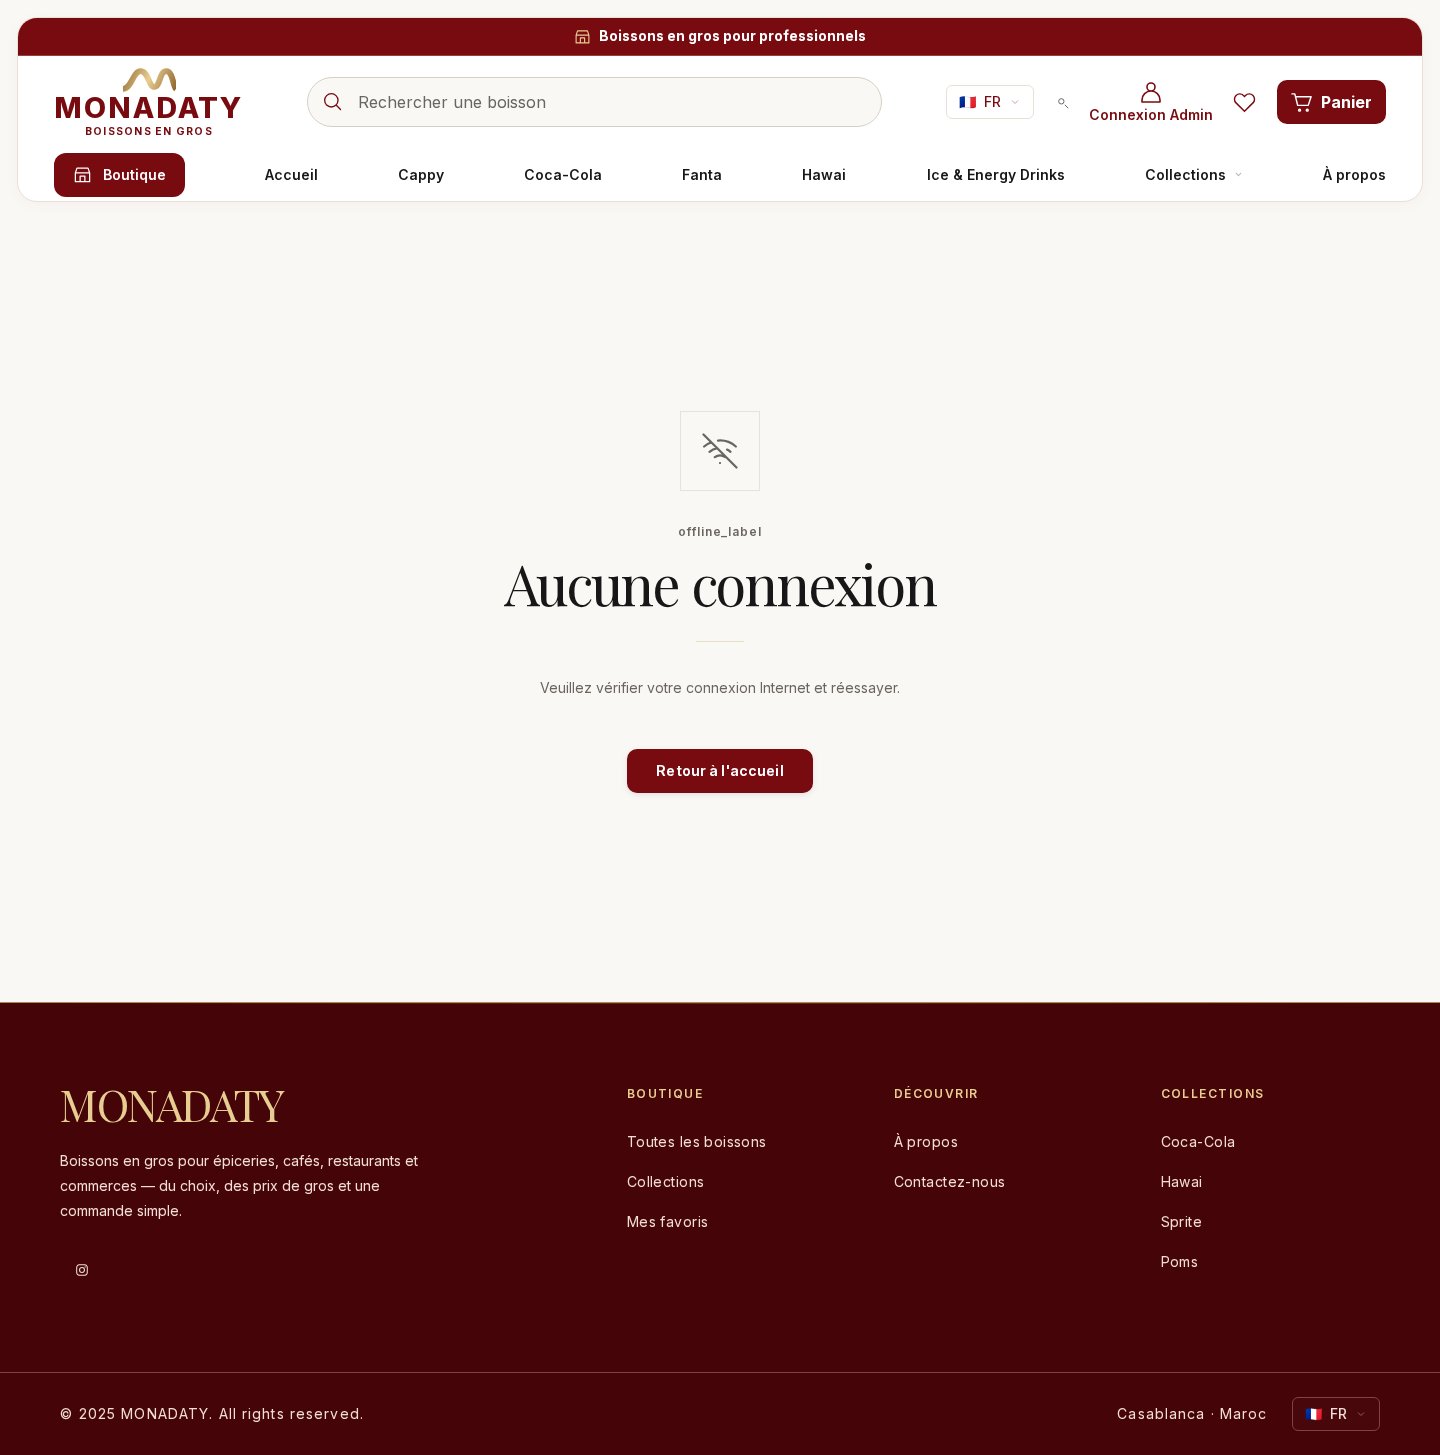 Boissons en gros pour professionnels
MONADATY
BOISSONS EN GROS
Rechercher une boisson
FR
Connexion Admin
Panier
Boutique
Accueil
Cappy
Coca-Cola
Fanta
Hawai
Ice & Energy Drinks
Collections
À propos
offline_label
Aucune connexion
Veuillez vérifier votre connexion Internet et réessayer.
Retour à l'accueil
MONADATY
Boissons en gros pour épiceries, cafés, restaurants et
commerces — du choix, des prix de gros et une
commande simple.
BOUTIQUE
Toutes les boissons
Collections
Mes favoris
DÉCOUVRIR
À propos
Contactez-nous
COLLECTIONS
Coca-Cola
Hawai
Sprite
Poms
© 2025 MONADATY. All rights reserved.
Casablanca · Maroc
FR